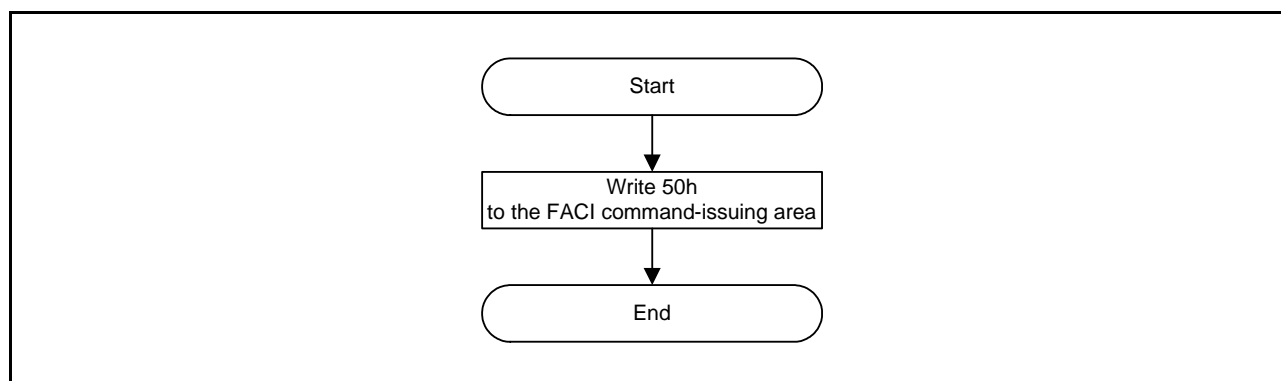 Start
Write 50h
to the FACI command-issuing area
End